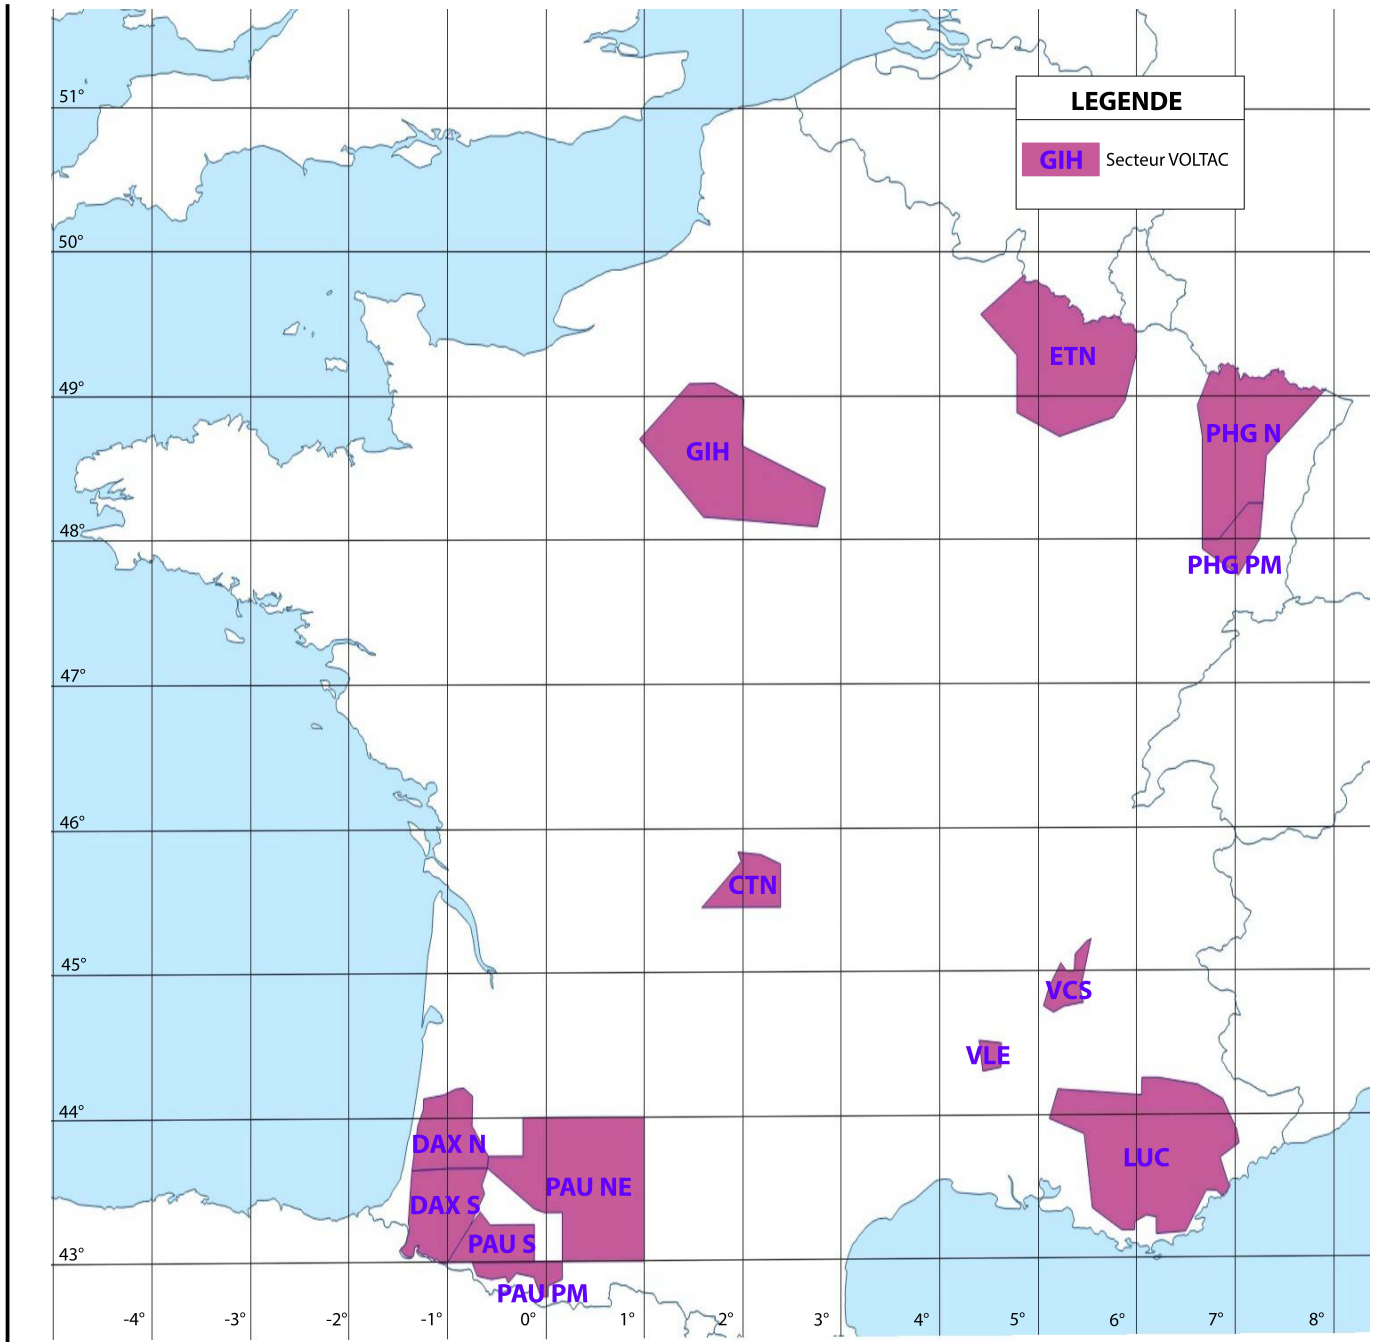 51°
LEGENDE
GIH Secteur VOLTAC
50°
ETN
49°
PHG N
GIH
48°
PHG PM
47°
46°
CTN
45°
VCS
VLE
44°
DAX N
LUC
PAU NE
DAX S
PAU S
43°
PAU PM
-4° -3° -2° -1° 0° 1° 2° 3° 4° 5° 6° 7° 8°